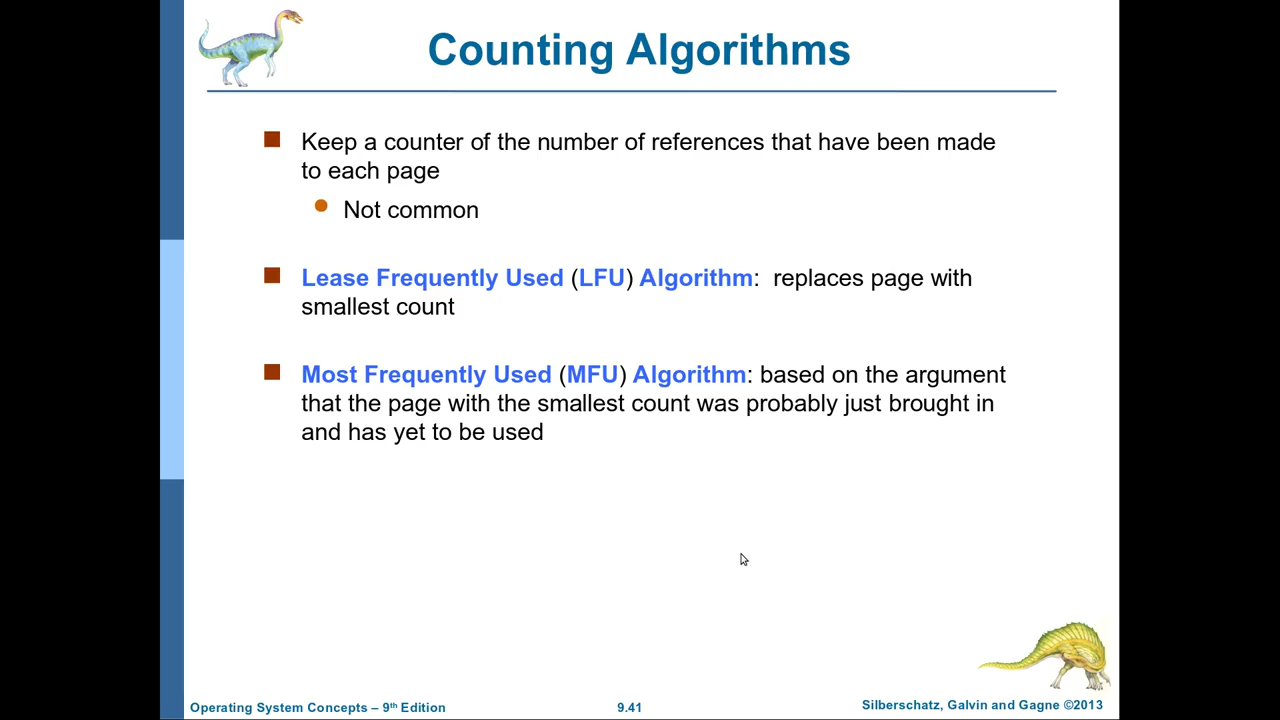 Counting Algorithms
Keep a counter of the number of references that have been made
to each page
Not common
Lease Frequently Used (LFU) Algorithm:  replaces page with
smallest count
Most Frequently Used (MFU) Algorithm: based on the argument
that the page with the smallest count was probably just brought in
and has yet to be used
Operating System Concepts – 9th Edition
9.41
Silberschatz, Galvin and Gagne ©2013